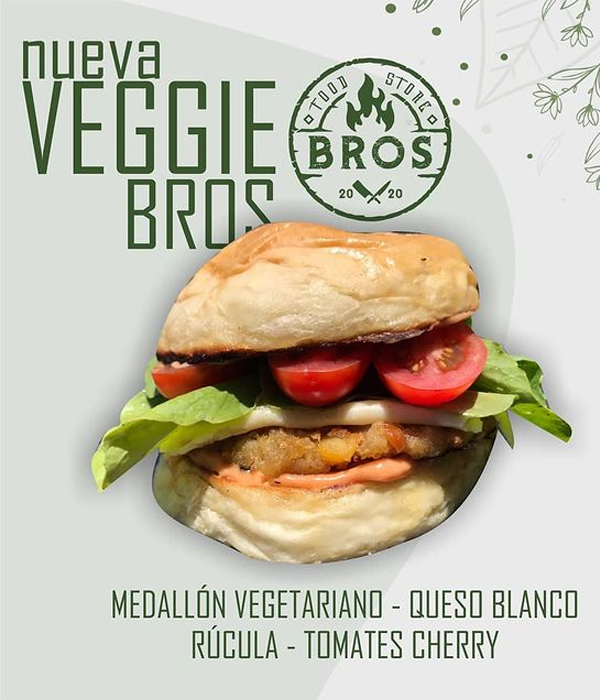 nueva
VEGGIE
BROS
FOOD STORE
BROS
20 20
MEDALLÓN VEGETARIANO - QUESO BLANCO
RÚCULA - TOMATES CHERRY